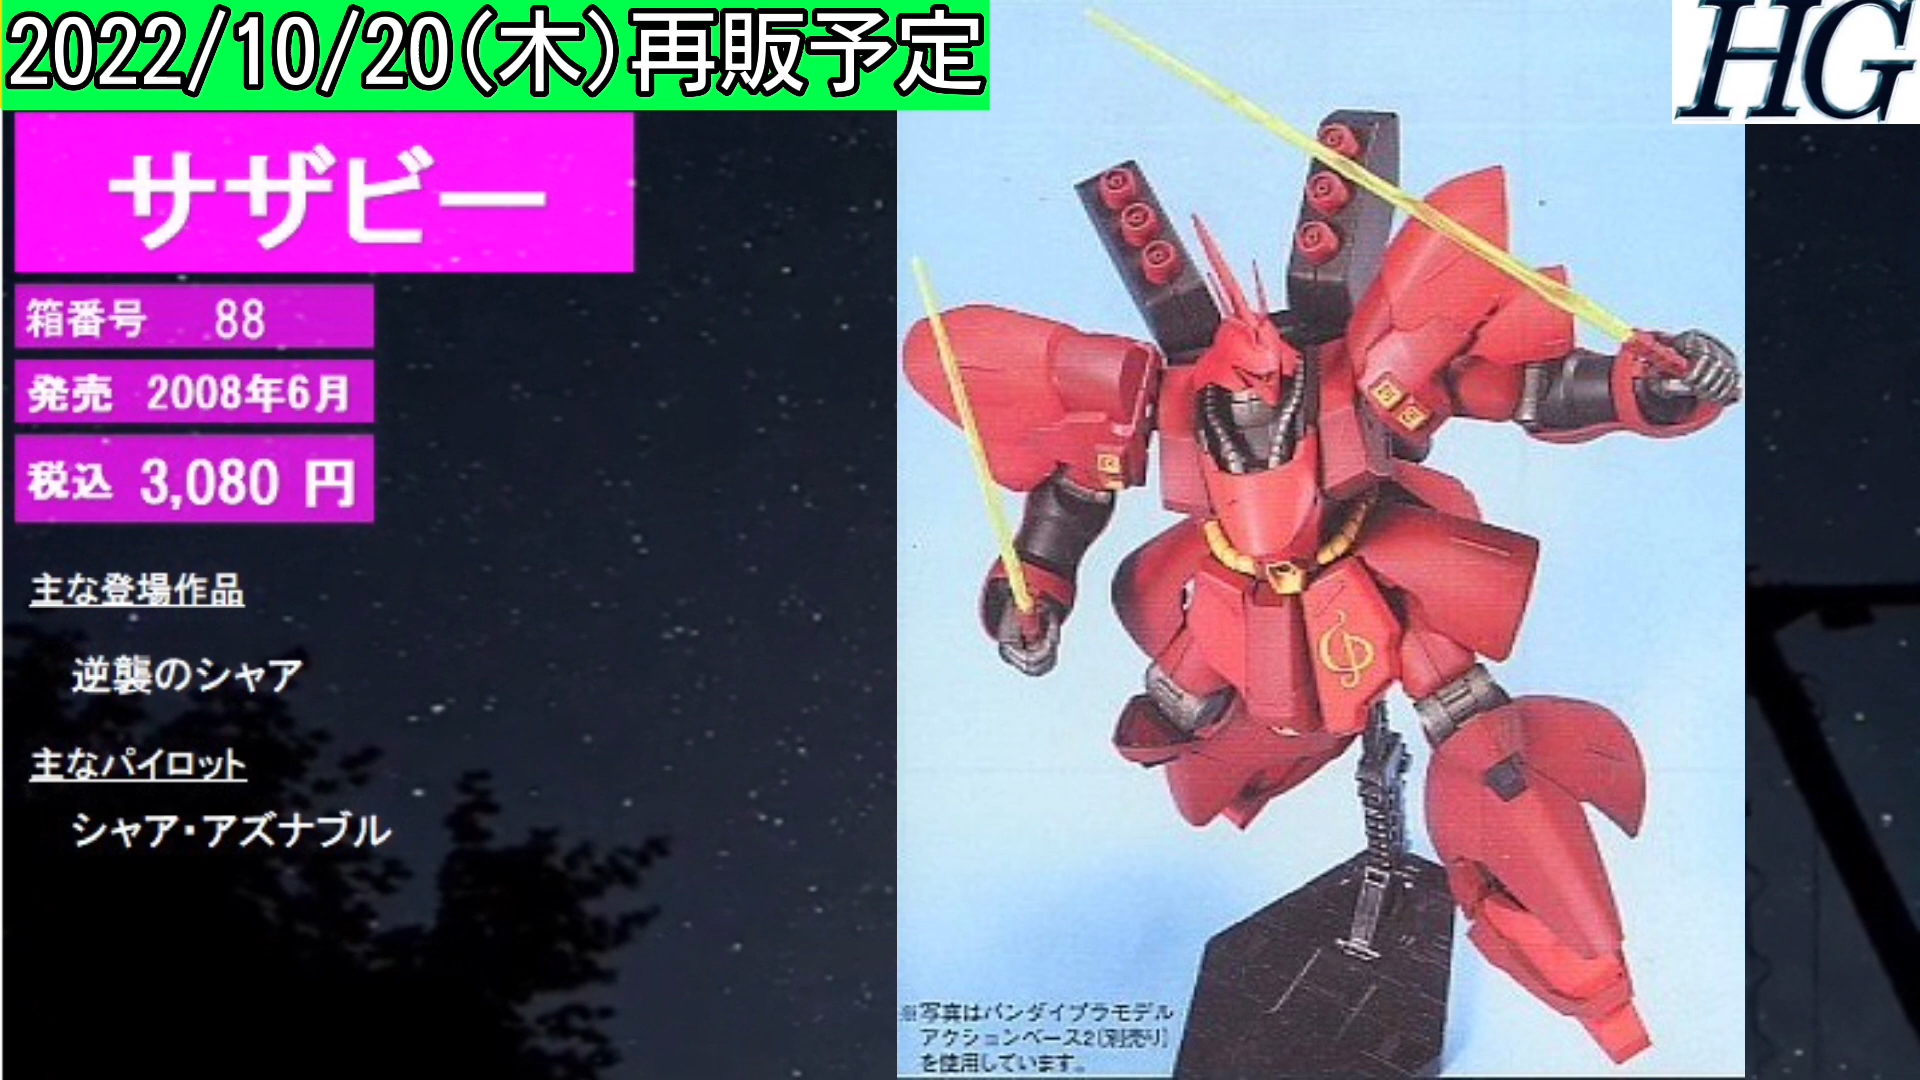 2022/10/20(木)再販予定
HG
サザビー
箱番号 88
発売 2008年6月
税込 3,080 円
主な登場作品
逆襲のシャア
主なパイロット
シャア・アズナブル
※写真はバンダイプラモデル
アクションベース2(別売り)
を使用しています。